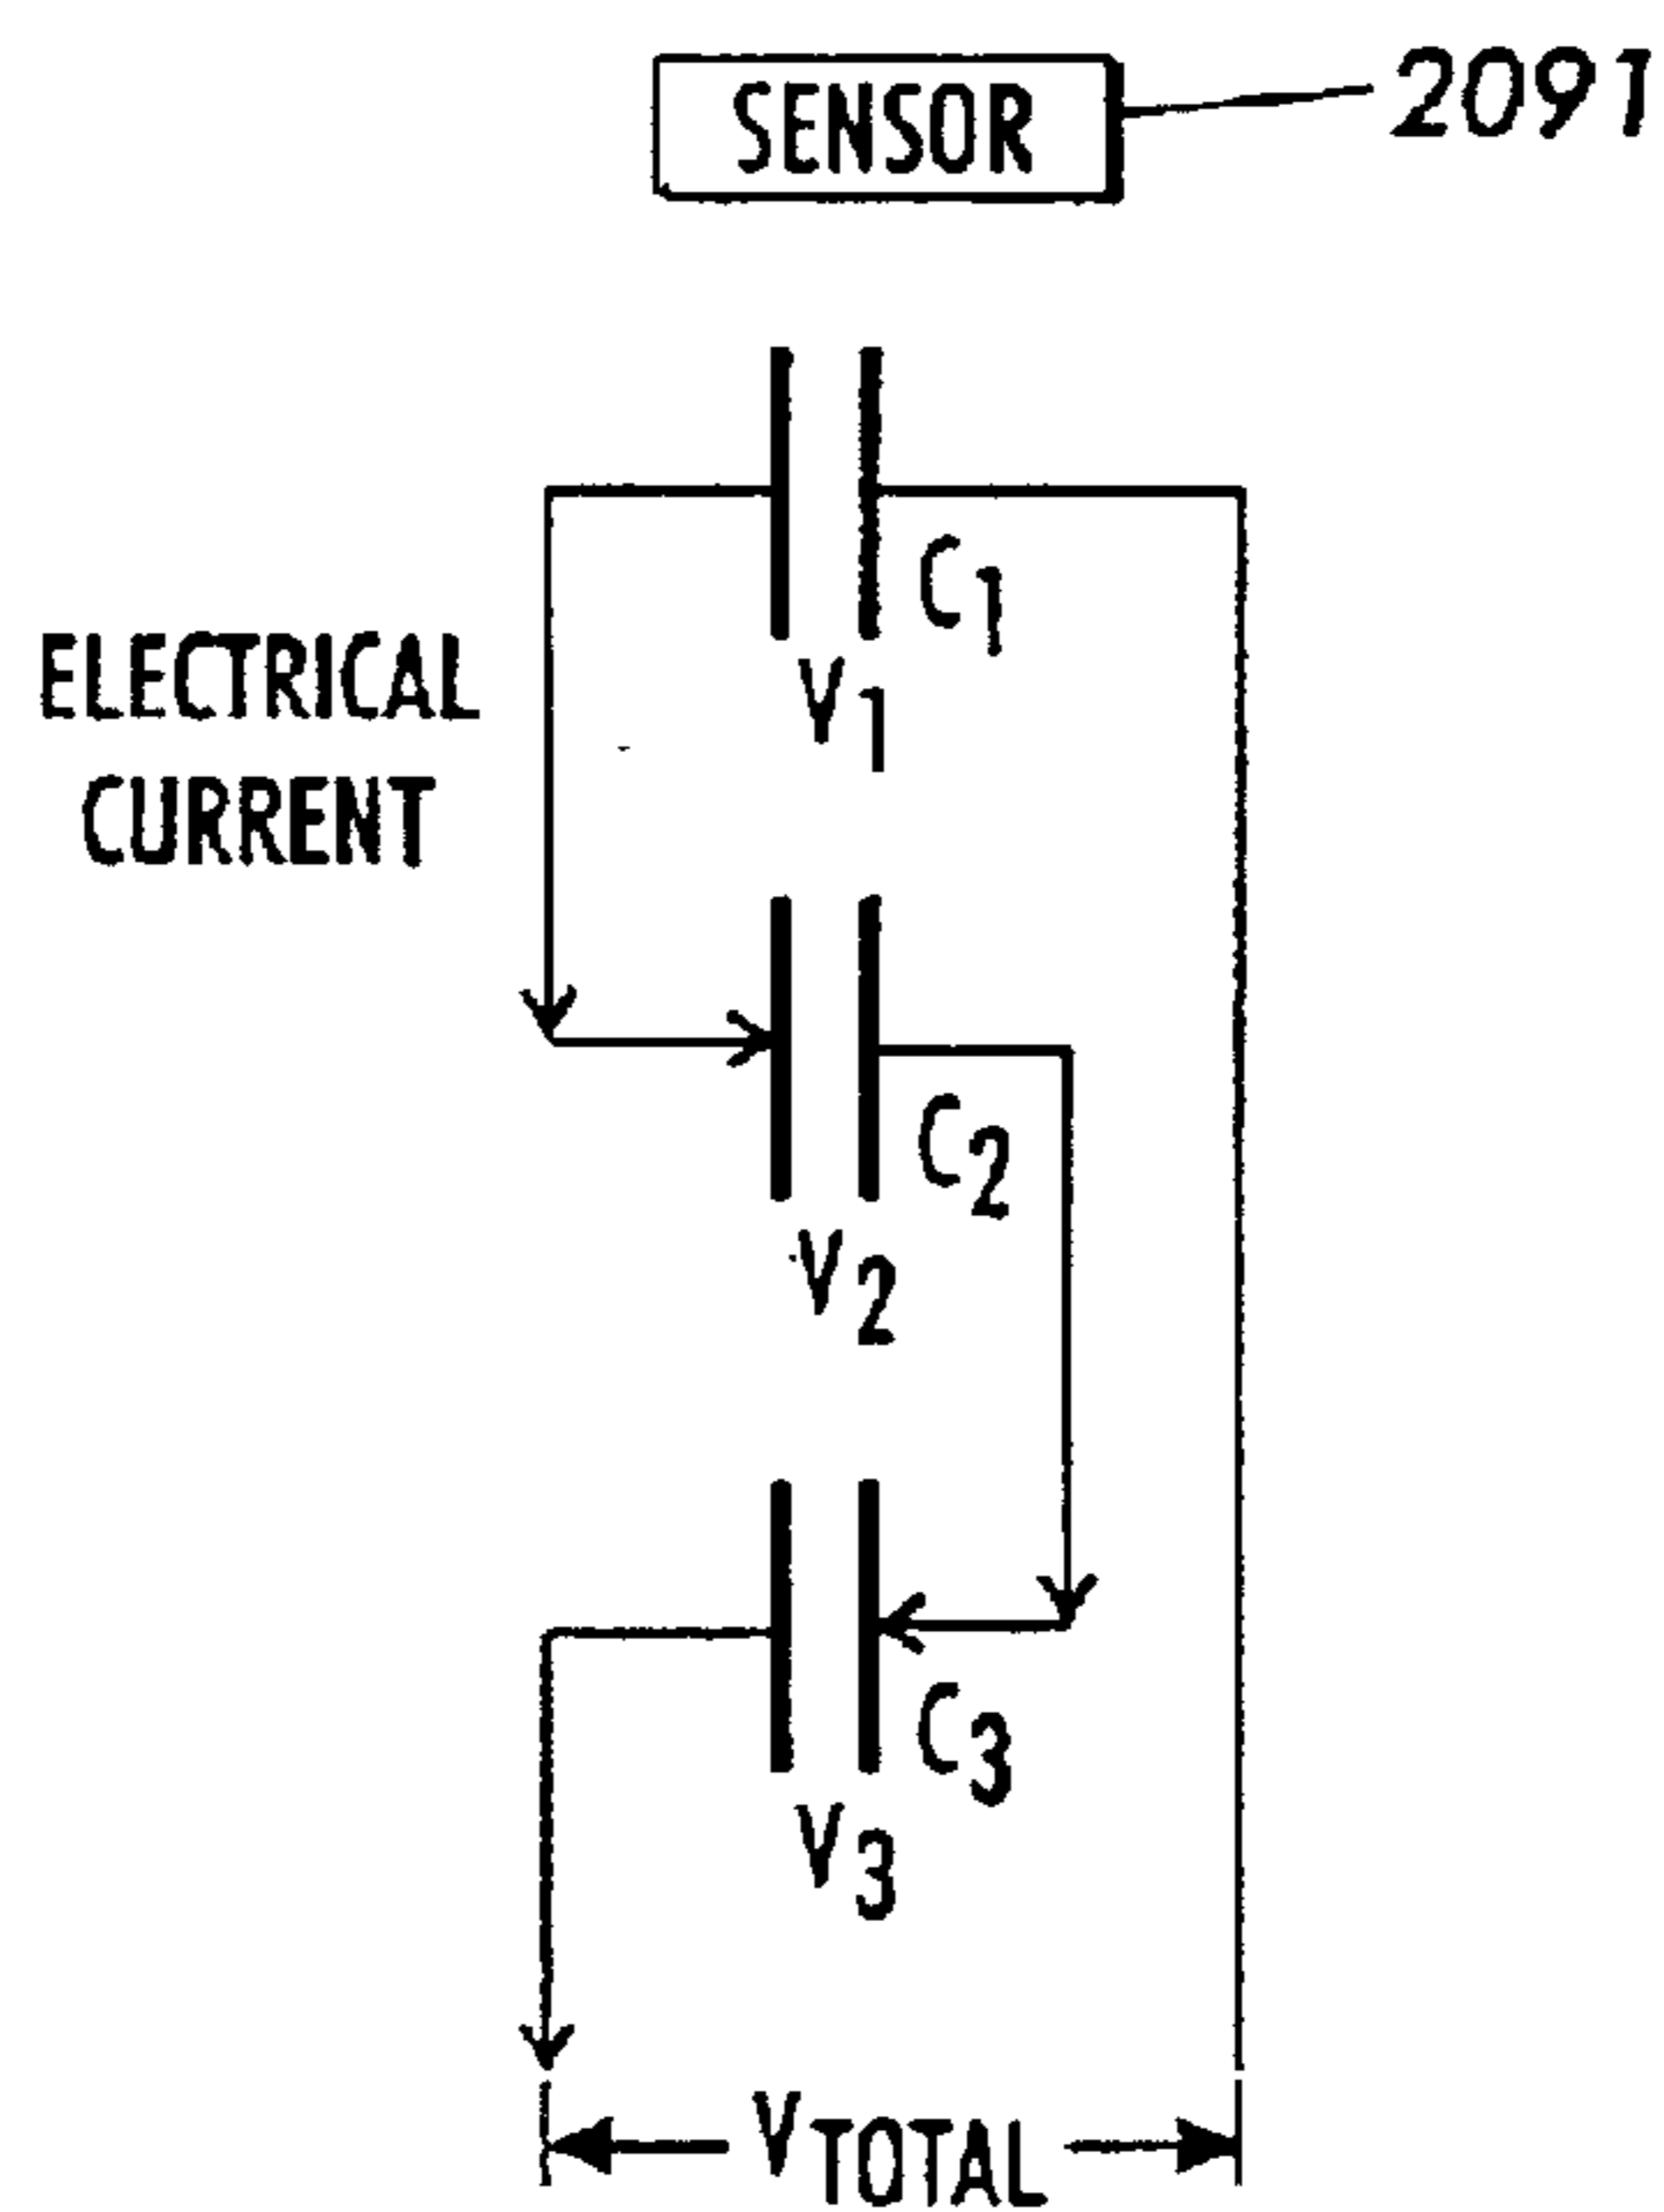 SENSOR
2091
C1
V1
ELECTRICAL
CURRENT
C2
V2
C3
V3
VTOTAL